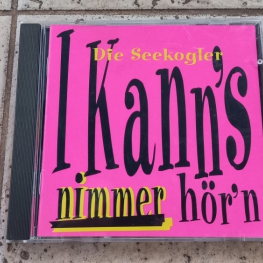 Die Seekogler
I Kann's
nimmer hör'n